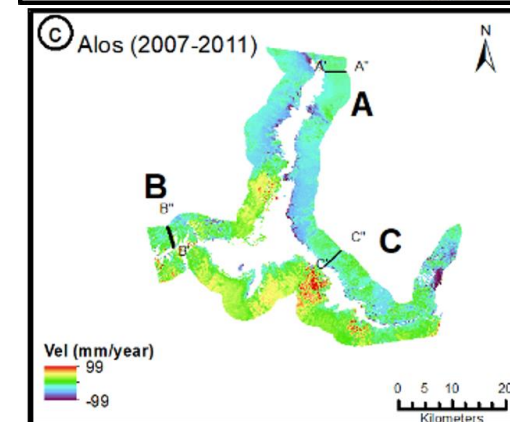 C Alos (2007-2011)
N
A' A"
A
B
B"
B'
C"
C
C'
Vel (mm/year)
99
-99
0 5 10 20
Kilometers